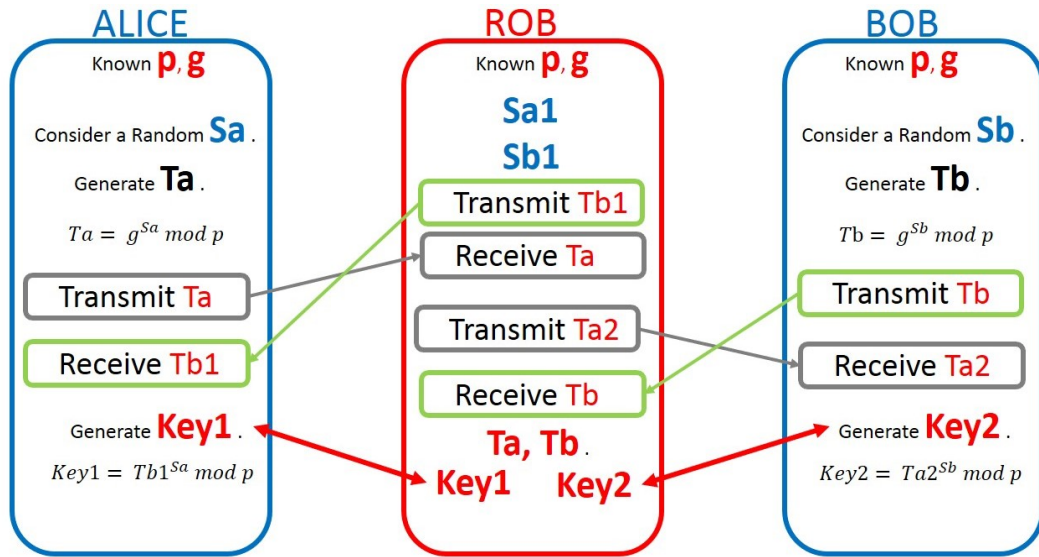 ALICE
Known p, g
Consider a Random Sa .
Generate Ta .
Ta = g^Sa mod p
Transmit Ta
Receive Tb1
Generate Key1 .
Key1 = Tb1^Sa mod p
ROB
Known p, g
Sa1
Sb1
Transmit Tb1
Receive Ta
Transmit Ta2
Receive Tb
Ta, Tb .
Key1 Key2
BOB
Known p, g
Consider a Random Sb .
Generate Tb .
Tb = g^Sb mod p
Transmit Tb
Receive Ta2
Generate Key2 .
Key2 = Ta2^Sb mod p